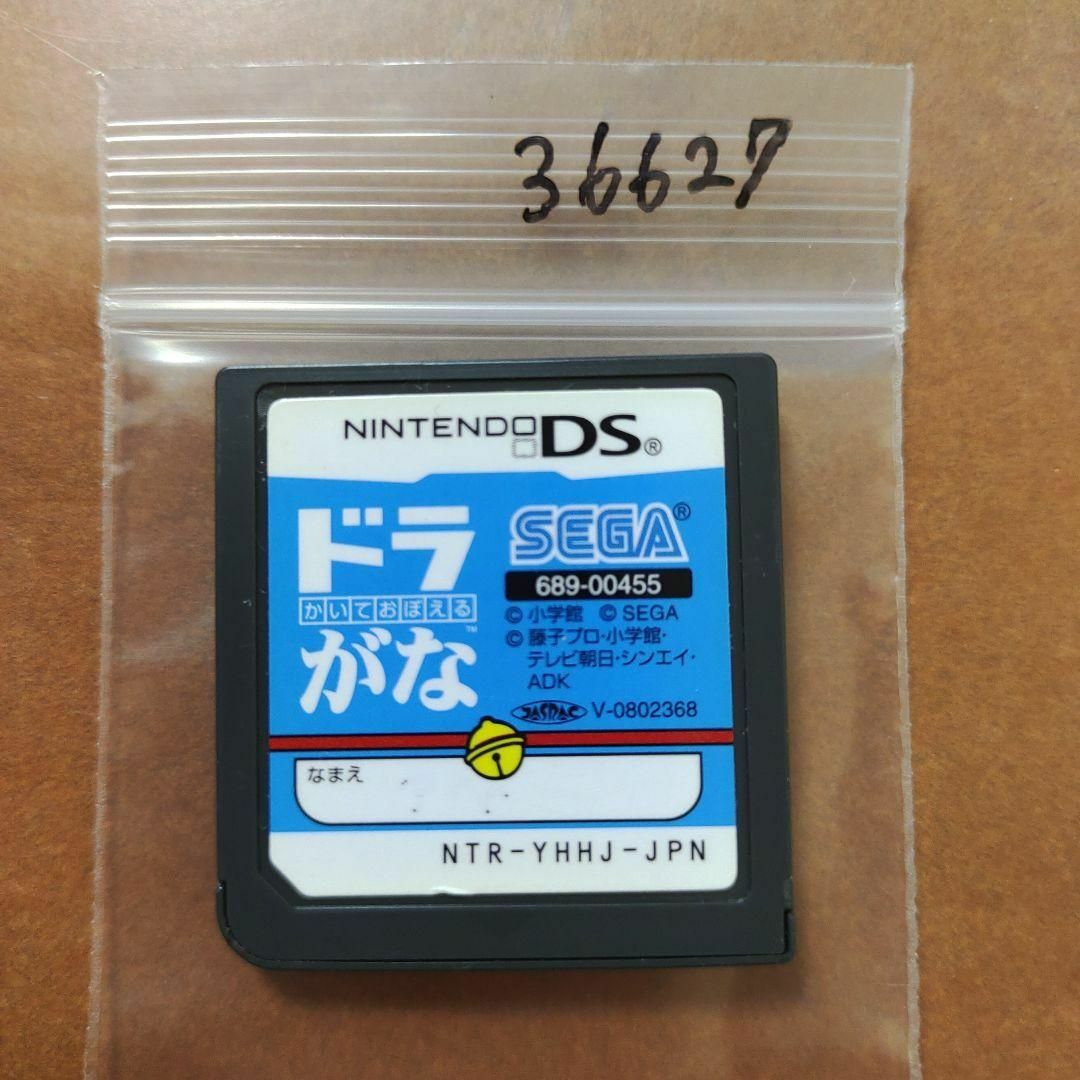 36627
NINTENDO DS®
ドラ
かいておぼえる
がな™
SEGA®
689-00455
© 小学館 © SEGA
© 藤子プロ・小学館・
テレビ朝日・シンエイ・
ADK
JASRAC V-0802368
なまえ
NTR-YHHJ-JPN